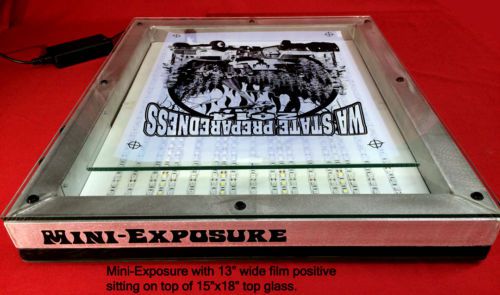 WA STATE PREPAREDNESS
2014
MINI-EXPOSURE
Mini-Exposure with 13" wide film positive
sitting on top of 15"x18" top glass.